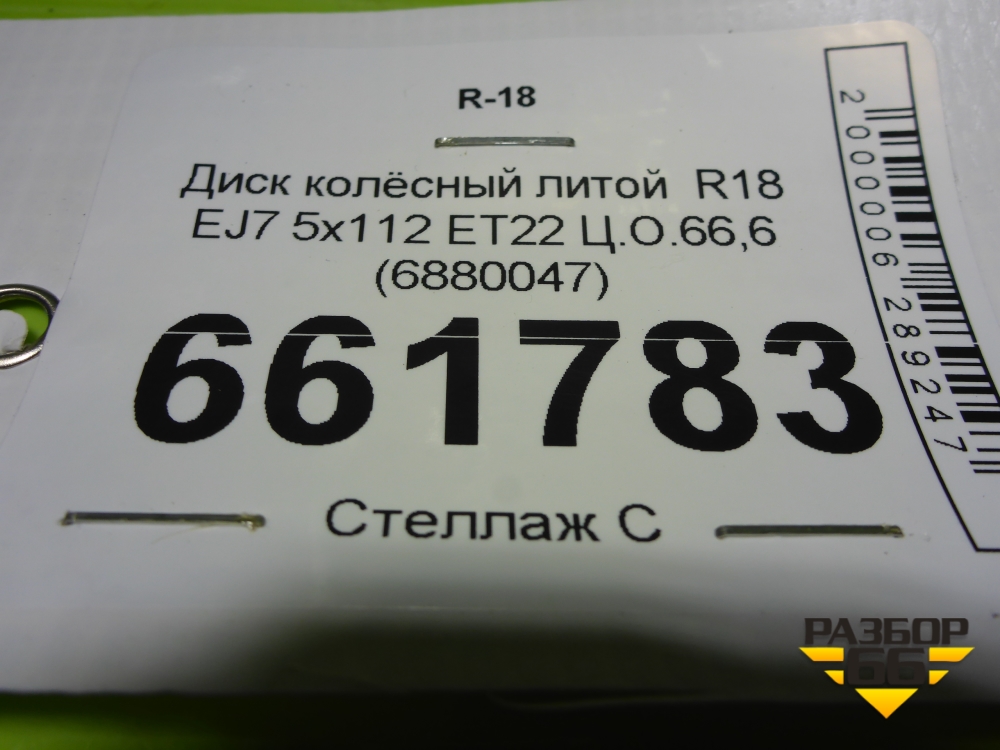 R-18
Диск колёсный литой R18
EJ7 5x112 ET22 Ц.О.66,6
(6880047)
661783
Стеллаж С
2000006289247
РАЗБОР
66